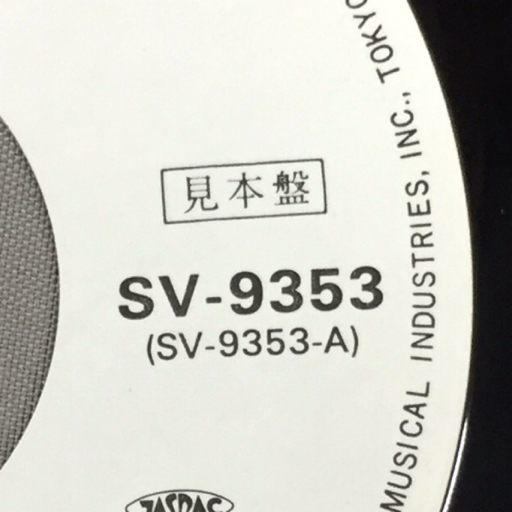 見本盤
SV-9353
(SV-9353-A)
MUSICAL INDUSTRIES, INC., TOKYO
JASRAC